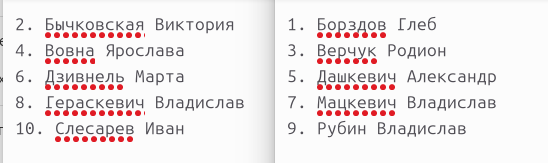 2. Бычковская Виктория
4. Вовна Ярослава
6. Дзивнель Марта
8. Гераскевич Владислав
10. Слесарев Иван
1. Борздов Глеб
3. Верчук Родион
5. Дашкевич Александр
7. Мацкевич Владислав
9. Рубин Владислав